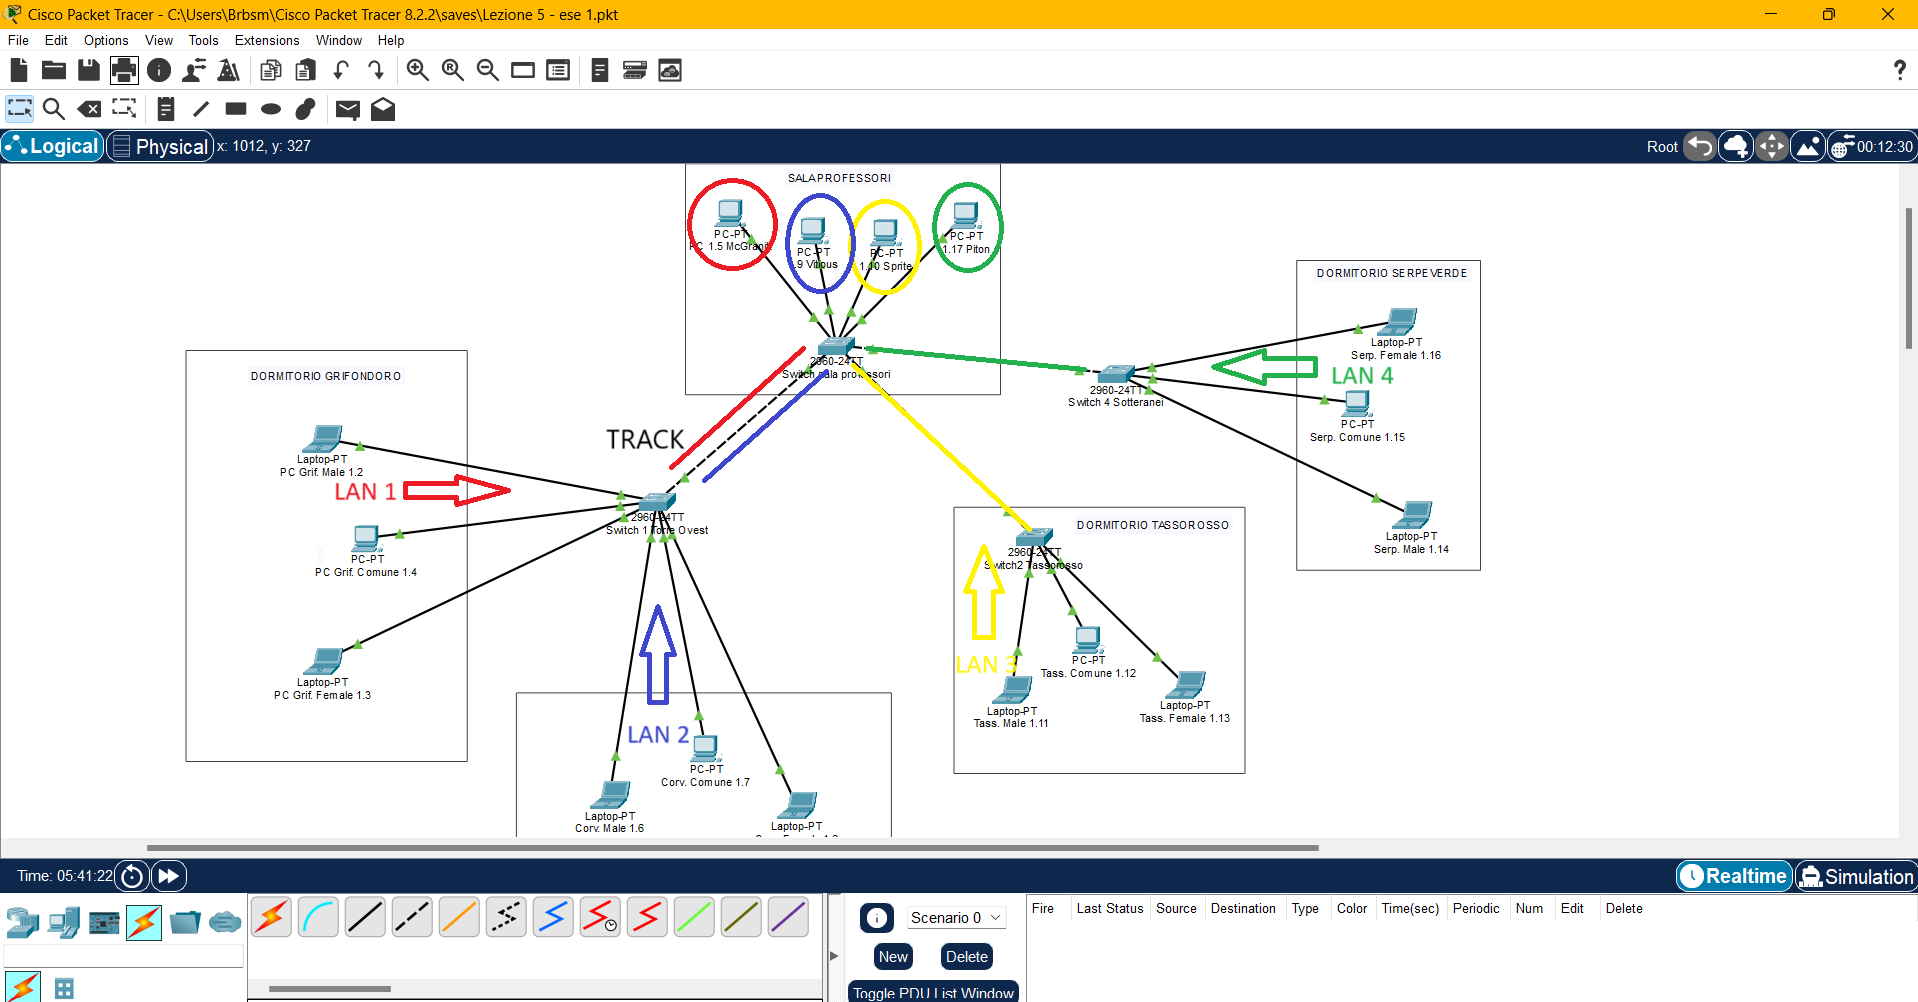 Cisco Packet Tracer - C:\Users\Brbsm\Cisco Packet Tracer 8.2.2\saves\Lezione 5 - ese 1.pkt
File Edit Options View Tools Extensions Window Help
?
Logical Physical x: 1012, y: 327 Root 00:12:30
SALA PROFESSORI
PC-PT
PC 1.5 McGranit
PC-PT
.9 Vitious
PC-PT
1.10 Sprite
PC-PT
1.17 Piton
2960-24TT
Switch sala professori
DORMITORIO SERPEVERDE
Laptop-PT
Serp. Female 1.16
LAN 4
PC-PT
Serp. Comune 1.15
Laptop-PT
Serp. Male 1.14
2960-24TT
Switch 4 Sotteranei
DORMITORIO GRIFONDORO
Laptop-PT
PC Grif. Male 1.2
LAN 1
PC-PT
PC Grif. Comune 1.4
Laptop-PT
PC Grif. Female 1.3
TRACK
2960-24TT
Switch 1 Torre Ovest
LAN 2
PC-PT
Corv. Comune 1.7
Laptop-PT
Corv. Male 1.6
Laptop-PT
DORMITORIO TASSOROSSO
2960-24TT
Switch2 Tassorosso
LAN 3
PC-PT
Tass. Comune 1.12
Laptop-PT
Tass. Male 1.11
Laptop-PT
Tass. Female 1.13
Time: 05:41:22 Realtime Simulation
Scenario 0
New Delete
Toggle PDU List Window
Fire Last Status Source Destination Type Color Time(sec) Periodic Num Edit Delete